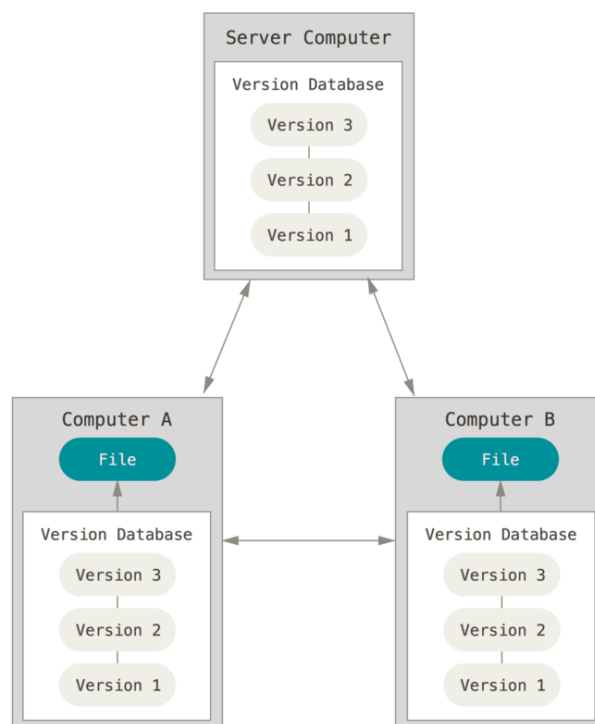 Server Computer
Version Database
Version 3
Version 2
Version 1
Computer A
File
Version Database
Version 3
Version 2
Version 1
Computer B
File
Version Database
Version 3
Version 2
Version 1